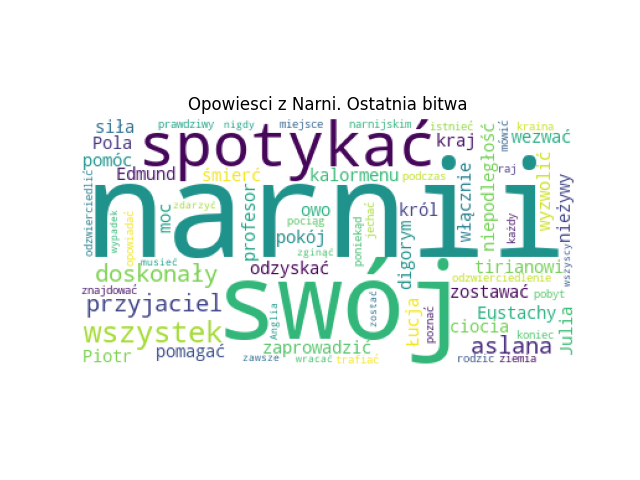 Opowiesci z Narni. Ostatnia bitwa
siła
prawdziwy
nigdy
miejsce
narnijskim
istnieć
mówić
kraina
Pola
spotykać
kraj
wezwać
pomóc
Edmund
śmierć
kalormenu
podczas
raj
odzwierciedlić
narnii
wypadek
opowiadać
moc
zdarzyć
profesor
owo
pociąg
pokój
zginąć
poniekąd
jechać
król
digorym
włącznie
niepodległość
każdy
wyzwolić
nieżywy
wszyscy
musieć
doskonały
odzyskać
tirianowi
odzwierciedlenie
znajdować
swój
zostawać
pobyt
przyjaciel
Anglia
zostać
Łucja
poznać
Eustachy
Julia
wszystek
ciocia
koniec
Piotr
pomagać
zaprowadzić
aslana
zawsze
wracać
trafiać
rodzic
ziemia